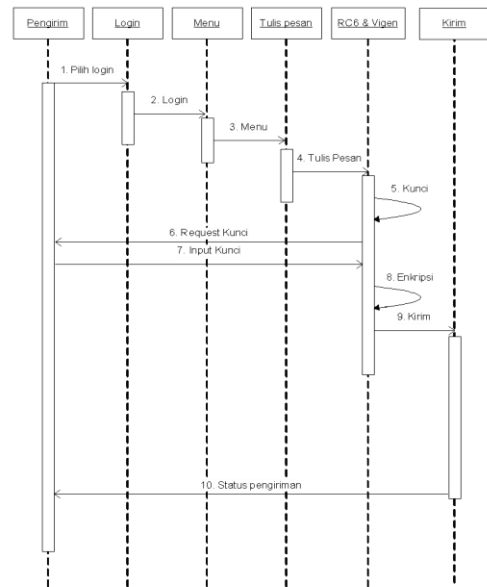 Pengirim
Login
Menu
Tulis pesan
RC6 & Vigen
Kirim
1. Pilih login
2. Login
3. Menu
4. Tulis Pesan
5. Kunci
6. Request Kunci
7. Input Kunci
8. Enkripsi
9. Kirim
10. Status pengiriman